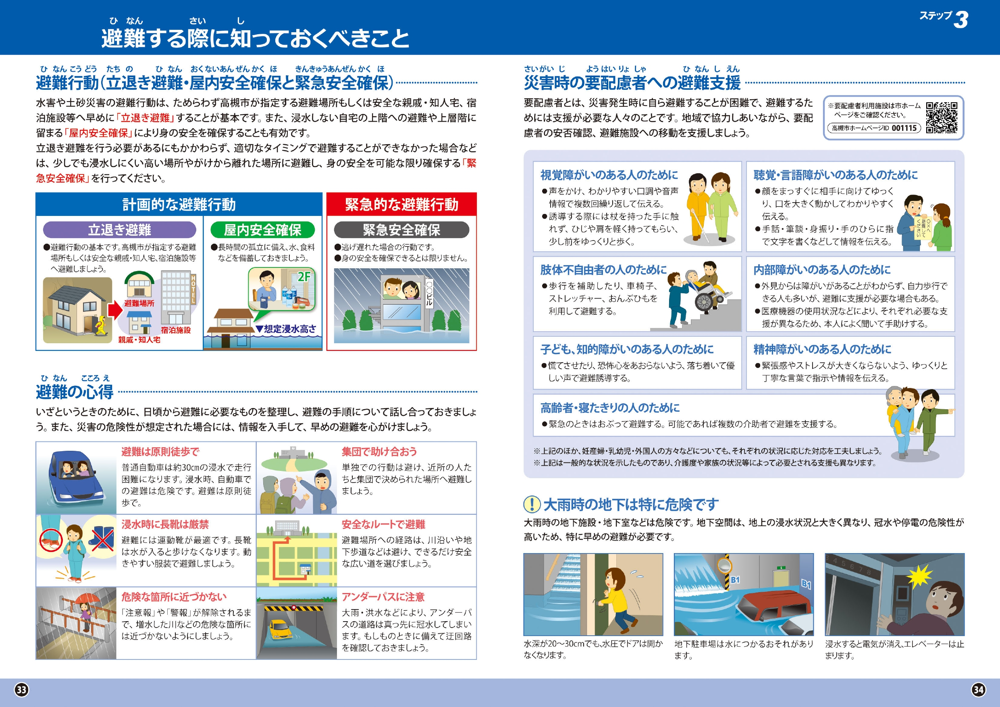 ステップ3
ひ なん さい し
避難する際に知っておくべきこと
ひ なん こう どう たち の ひ なん おくないあん ぜん かく ほ きんきゅうあんぜん かく ほ
避難行動(立退き避難・屋内安全確保と緊急安全確保)
水害や土砂災害の避難行動は、ためらわず高槻市が指定する避難場所もしくは安全な親戚・知人宅、宿
泊施設等へ早めに「立退き避難」することが基本です。また、浸水しない自宅の上階への避難や上層階に
留まる「屋内安全確保」により身の安全を確保することも有効です。
立退き避難を行う必要があるにもかかわらず、適切なタイミングで避難することができなかった場合など
は、少しでも浸水しにくい高い場所やがけから離れた場所に避難し、身の安全を可能な限り確保する「緊
急安全確保」を行ってください。
計画的な避難行動
立退き避難
●避難行動の基本です。高槻市が指定する避難
場所もしくは安全な親戚・知人宅、宿泊施設等
へ避難しましょう。
HOTEL
避難場所
宿泊施設
親戚・知人宅
屋内安全確保
●長時間の孤立に備え、水、食料
などを備蓄しておきましょう。
2F
水 水
▼想定浸水高さ
緊急的な避難行動
緊急安全確保
●逃げ遅れた場合の行動です。
●身の安全を確保できるとは限りません。
〇〇ビル
ひ なん こころ え
避難の心得
いざというときのために、日頃から避難に必要なものを整理し、避難の手順について話し合っておきましょ
う。また、災害の危険性が想定された場合には、情報を入手して、早めの避難を心がけましょう。
避難は原則徒歩で
普通自動車は約30㎝の浸水で走行
困難になります。浸水時、自動車で
の避難は危険です。避難は原則徒
歩で。
集団で助け合おう
単独での行動は避け、近所の人た
ちと集団で決められた場所へ避難し
ましょう。
浸水時に長靴は厳禁
避難には運動靴が最適です。長靴
は水が入ると歩けなくなります。動
きやすい服装で避難しましょう。
安全なルートで避難
避難場所への経路は、川沿いや地
下歩道などは避け、できるだけ安全
な広い道を選びましょう。
危険な箇所に近づかない
「注意報」や「警報」が解除されるま
で、増水した川などの危険な箇所に
は近づかないようにしましょう。
アンダーパスに注意
大雨・洪水などにより、アンダーパ
スの道路は真っ先に冠水してしまい
ます。もしものときに備えて迂回路
を確認しておきましょう。
33
さいがい じ よう はい りょ しゃ ひ なん し えん
災害時の要配慮者への避難支援
要配慮者とは、災害発生時に自ら避難することが困難で、避難するた
めには支援が必要な人々のことです。地域で協力しあいながら、要配
慮者の安否確認、避難施設への移動を支援しましょう。
※要配慮者利用施設は市ホーム
ページをご確認ください。
高槻市ホームページID 001115
視覚障がいのある人のために
●声をかけ、わかりやすい口調や音声
情報で複数回繰り返して伝える。
●誘導する際には杖を持った手に触
れず、ひじや肩を軽く持ってもらい、
少し前をゆっくりと歩く。
聴覚・言語障がいのある人のために
●顔をまっすぐに相手に向けてゆっく
り、口を大きく動かしてわかりやすく
伝える。
●手話・筆談・身振り・手のひらに指
で文字を書くなどして情報を伝える。
〇×へ
避難して
ください
肢体不自由者の人のために
●歩行を補助したり、車椅子、
ストレッチャー、おんぶひもを
利用して避難する。
内部障がいのある人のために
●外見からは障がいがあることがわからず、自力歩行で
きる人も多いが、避難に支援が必要な場合もある。
●医療機器の使用状況などにより、それぞれ必要な支
援が異なるため、本人によく聞いて手助けする。
子ども、知的障がいのある人のために
●慌てさせたり、恐怖心をあおらないよう、落ち着いて優
しい声で避難誘導する。
精神障がいのある人のために
●緊張感やストレスが大きくならないよう、ゆっくりと
丁寧な言葉で指示や情報を伝える。
高齢者・寝たきりの人のために
●緊急のときはおぶって避難する。可能であれば複数の介助者で避難を支援する。
※上記のほか、妊産婦・乳幼児・外国人の方々などについても、それぞれの状況に応じた対応を工夫しましょう。
※上記は一般的な状況を示したものであり、介護度や家族の状況等によって必要とされる支援も異なります。
! 大雨時の地下は特に危険です
大雨時の地下施設・地下室などは危険です。地下空間は、地上の浸水状況と大きく異なり、冠水や停電の危険性が
高いため、特に早めの避難が必要です。
B1
B1
3 4 5 6 7 8
水深が20～30cmでも、水圧でドアは開か
なくなります。
地下駐車場は水につかるおそれがあり
ます。
浸水すると電気が消え、エレベーターは止
まります。
34